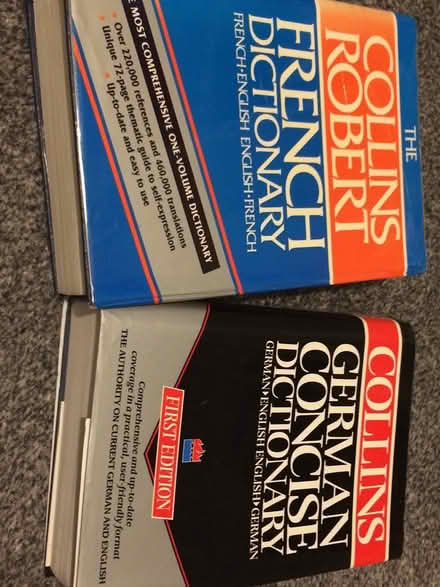 THE
COLLINS
ROBERT
FRENCH
DICTIONARY
FRENCH•ENGLISH ENGLISH•FRENCH
MOST COMPREHENSIVE ONE-VOLUME DICTIONARY
• Over 220,000 references and 460,000 translations
• Unique 72-page thematic guide to self-expression
• Up-to-date and easy to use
COLLINS
GERMAN
CONCISE
DICTIONARY
GERMAN•ENGLISH ENGLISH•GERMAN
FIRST EDITION
Comprehensive and up-to-date
coverage in a practical, user-friendly format
THE AUTHORITY ON CURRENT GERMAN AND ENGLISH